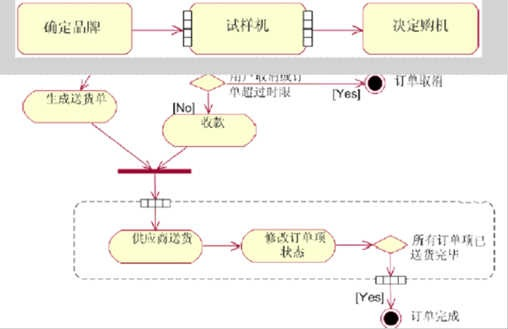 确定品牌
试样机
决定购机
用户取消或订
单超过时限
[Yes]
订单取消
生成送货单
[No]
收款
供应商送货
修改订单项
状态
所有订单项已
送货完毕
[Yes]
订单完成